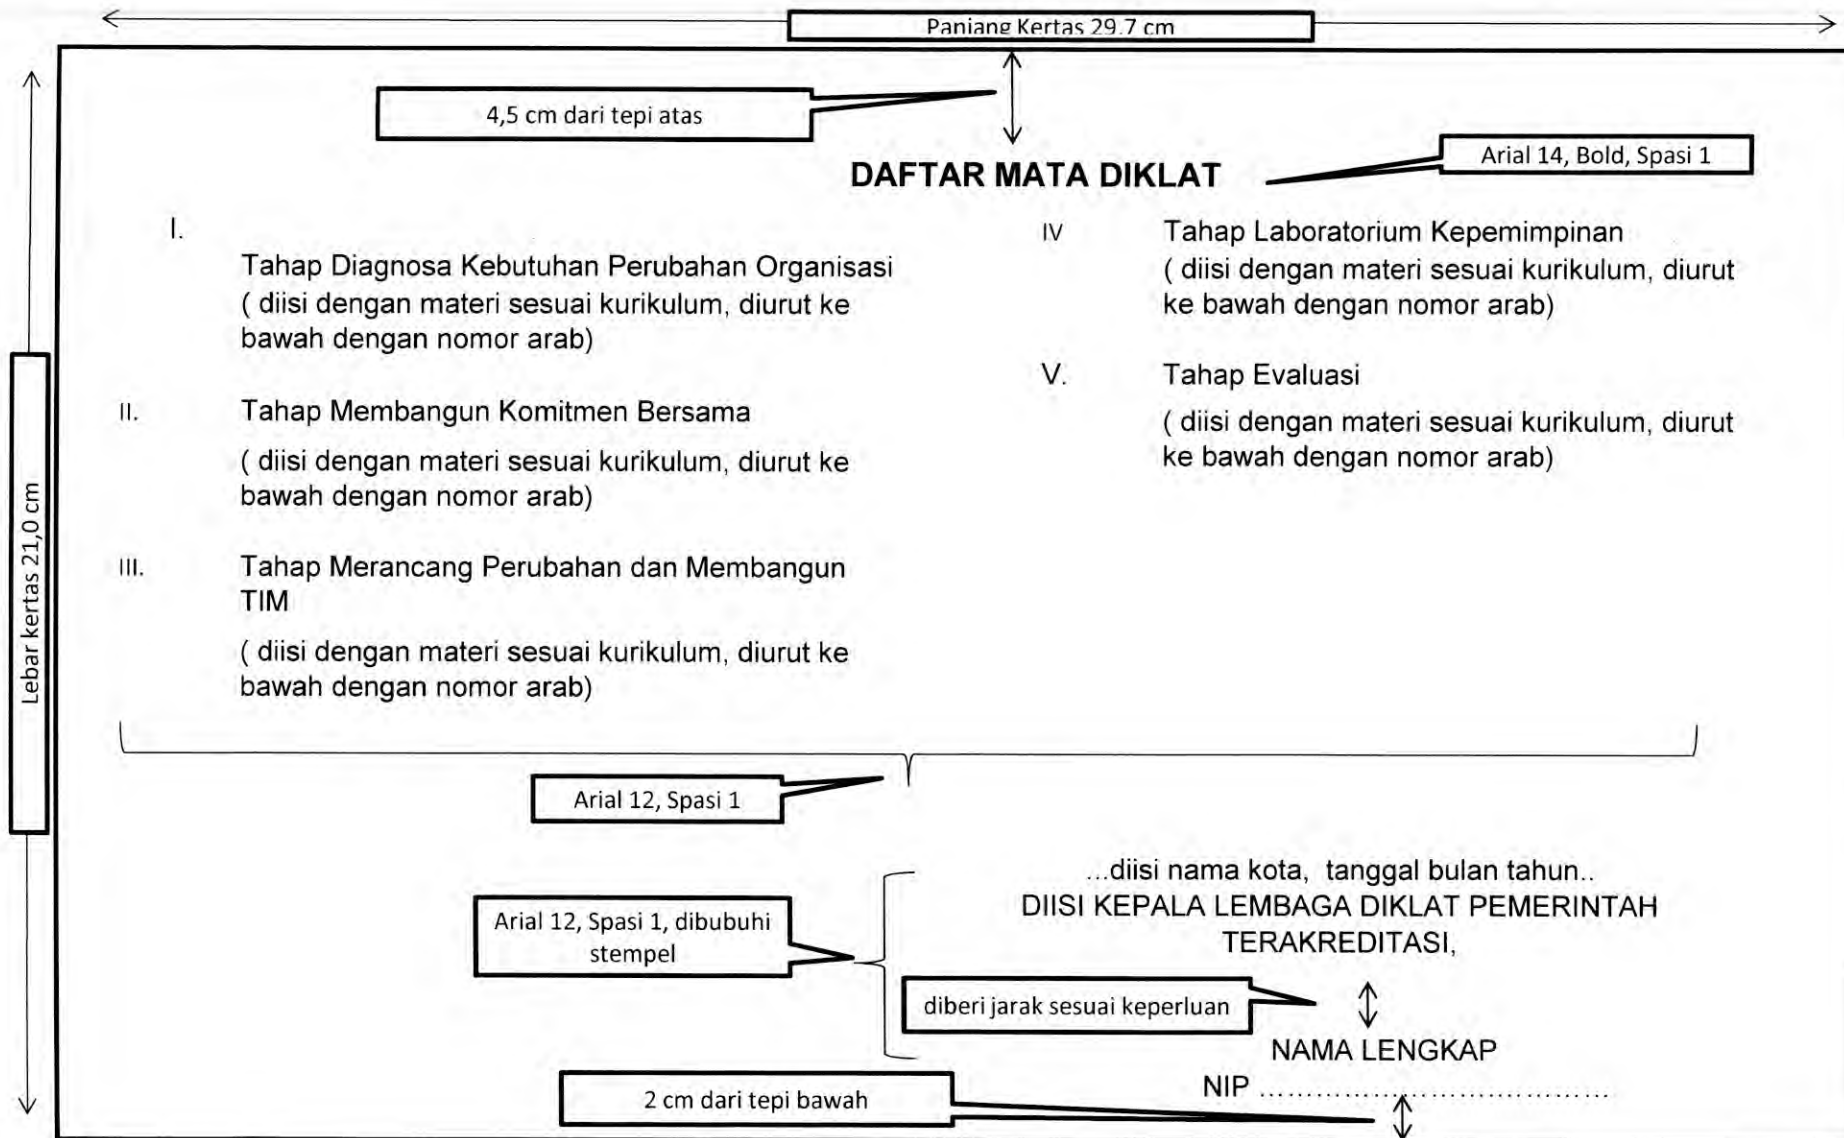 Panjang Kertas 29.7 cm
4,5 cm dari tepi atas
Arial 14, Bold, Spasi 1
DAFTAR MATA DIKLAT
I.
Tahap Diagnosa Kebutuhan Perubahan Organisasi
( diisi dengan materi sesuai kurikulum, diurut ke
bawah dengan nomor arab)
II. Tahap Membangun Komitmen Bersama
( diisi dengan materi sesuai kurikulum, diurut ke
bawah dengan nomor arab)
III. Tahap Merancang Perubahan dan Membangun
TIM
( diisi dengan materi sesuai kurikulum, diurut ke
bawah dengan nomor arab)
IV Tahap Laboratorium Kepemimpinan
( diisi dengan materi sesuai kurikulum, diurut
ke bawah dengan nomor arab)
V. Tahap Evaluasi
( diisi dengan materi sesuai kurikulum, diurut
ke bawah dengan nomor arab)
Lebar kertas 21,0 cm
Arial 12, Spasi 1
...diisi nama kota, tanggal bulan tahun..
DIISI KEPALA LEMBAGA DIKLAT PEMERINTAH
TERAKREDITASI,
Arial 12, Spasi 1, dibubuhi
stempel
diberi jarak sesuai keperluan
NAMA LENGKAP
NIP ........................................
2 cm dari tepi bawah